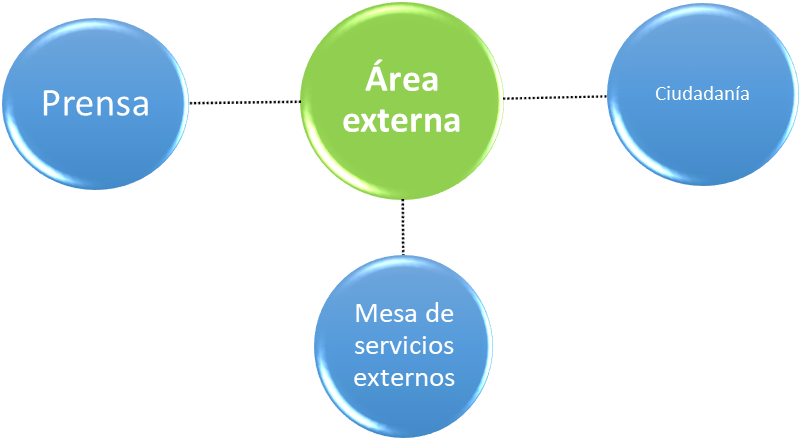 Prensa
Área
externa
Ciudadanía
Mesa de
servicios
externos